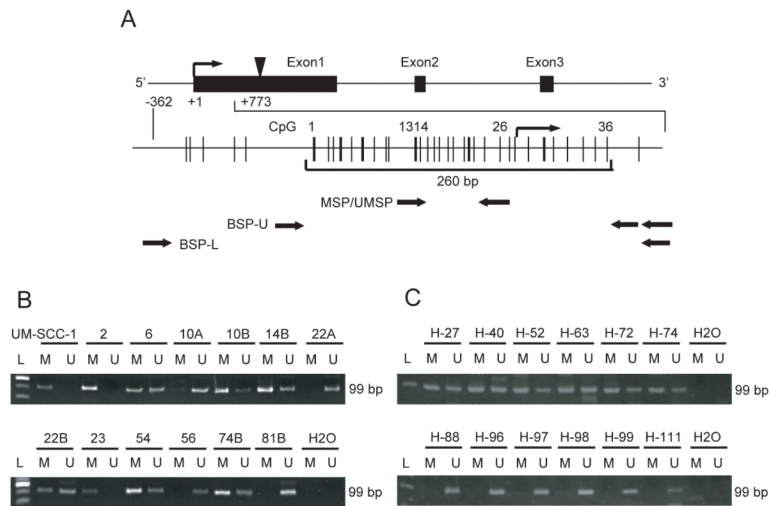 A
Exon1 Exon2 Exon3
5' 3'
-362 +1 +773
CpG 1 1314 26 36
260 bp
MSP/UMSP
BSP-U
BSP-L
B
UM-SCC-1 2 6 10A 10B 14B 22A
L M U M U M U M U M U M U M U
99 bp
22B 23 54 56 74B 81B H2O
L M U M U M U M U M U M U M U
99 bp
C
H-27 H-40 H-52 H-63 H-72 H-74 H2O
L M U M U M U M U M U M U M U
99 bp
H-88 H-96 H-97 H-98 H-99 H-111 H2O
L M U M U M U M U M U M U M U
99 bp